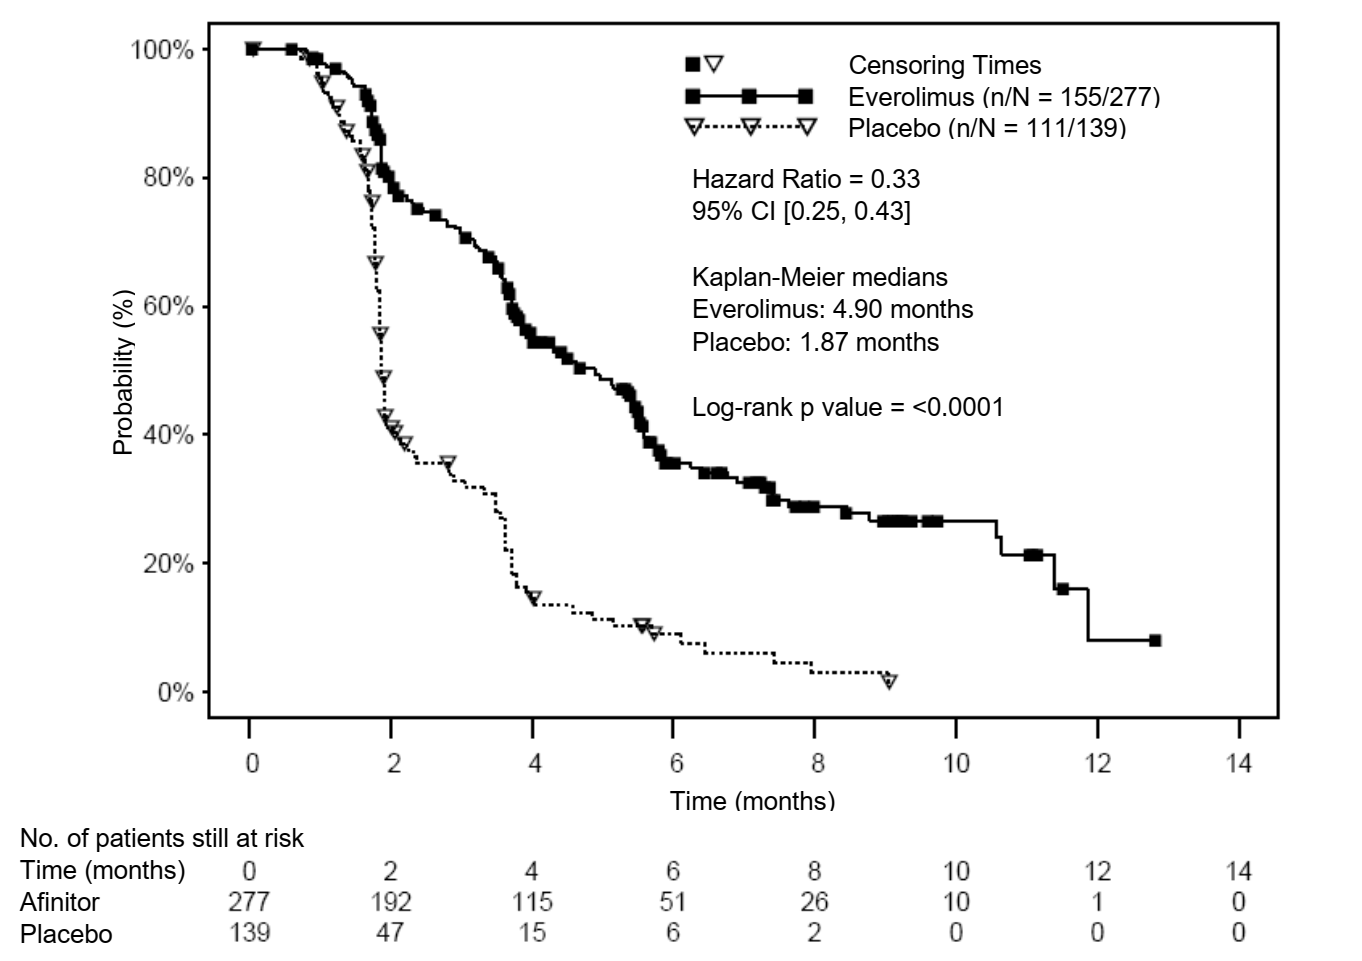 100%
80%
60%
40%
20%
0%
Probability (%)
Censoring Times
Everolimus (n/N = 155/277)
Placebo (n/N = 111/139)
Hazard Ratio = 0.33
95% CI [0.25, 0.43]
Kaplan-Meier medians
Everolimus: 4.90 months
Placebo: 1.87 months
Log-rank p value = <0.0001
0 2 4 6 8 10 12 14
Time (months)
No. of patients still at risk
Time (months) 0 2 4 6 8 10 12 14
Afinitor 277 192 115 51 26 10 1 0
Placebo 139 47 15 6 2 0 0 0